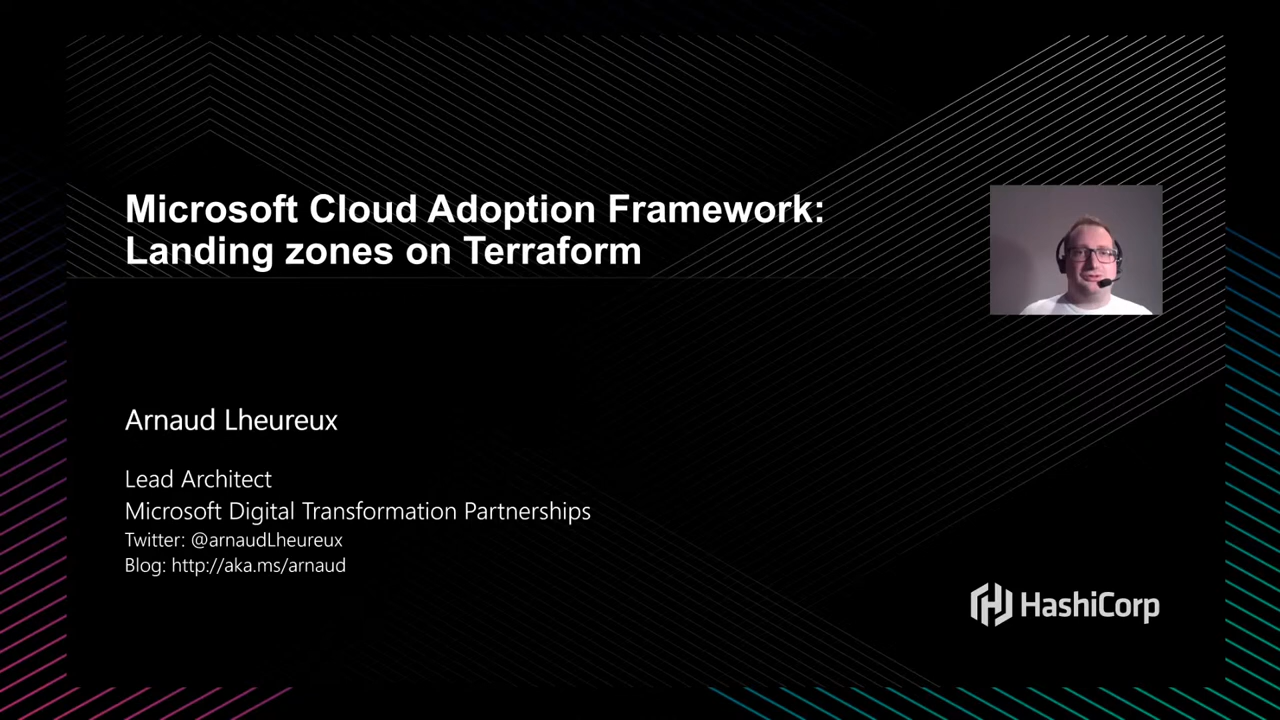 Microsoft Cloud Adoption Framework:
Landing zones on Terraform
Arnaud Lheureux
Lead Architect
Microsoft Digital Transformation Partnerships
Twitter: @arnaudLheureux
Blog: http://aka.ms/arnaud
HashiCorp